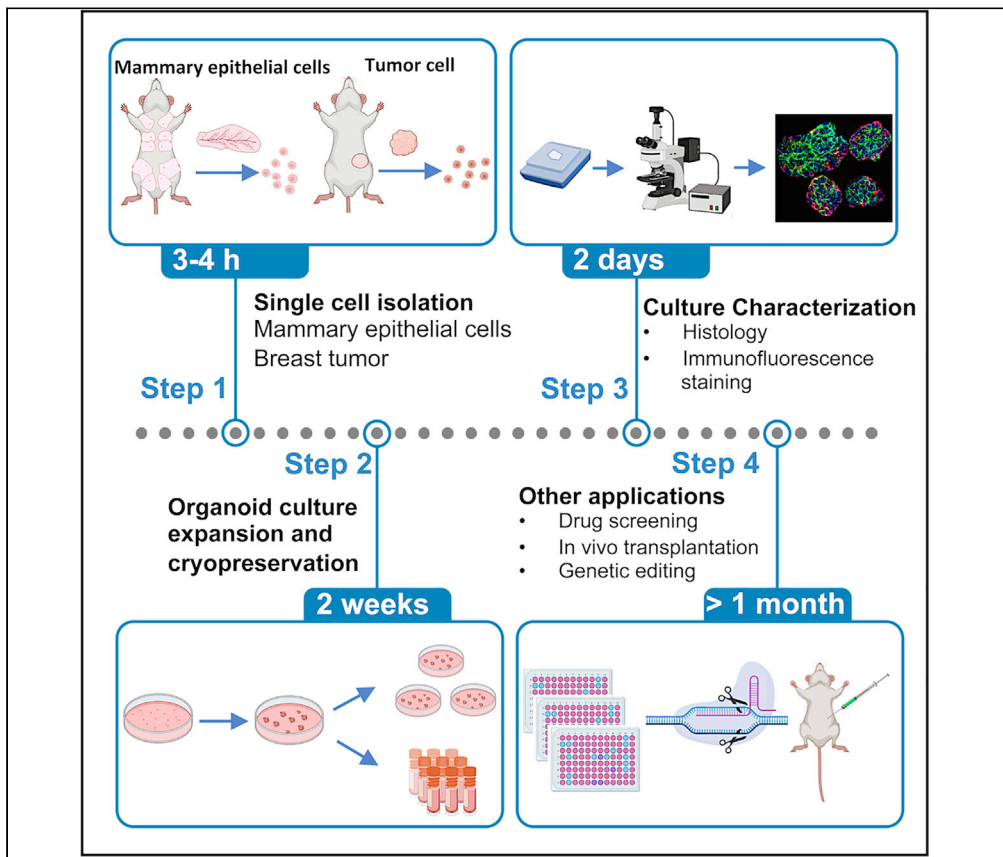 Mammary epithelial cells
Tumor cell
3-4 h
Single cell isolation
Mammary epithelial cells
Breast tumor
Step 1
Step 2
Organoid culture
expansion and
cryopreservation
2 weeks
2 days
Culture Characterization
• Histology
• Immunofluorescence
staining
Step 3
Step 4
Other applications
• Drug screening
• In vivo transplantation
• Genetic editing
> 1 month